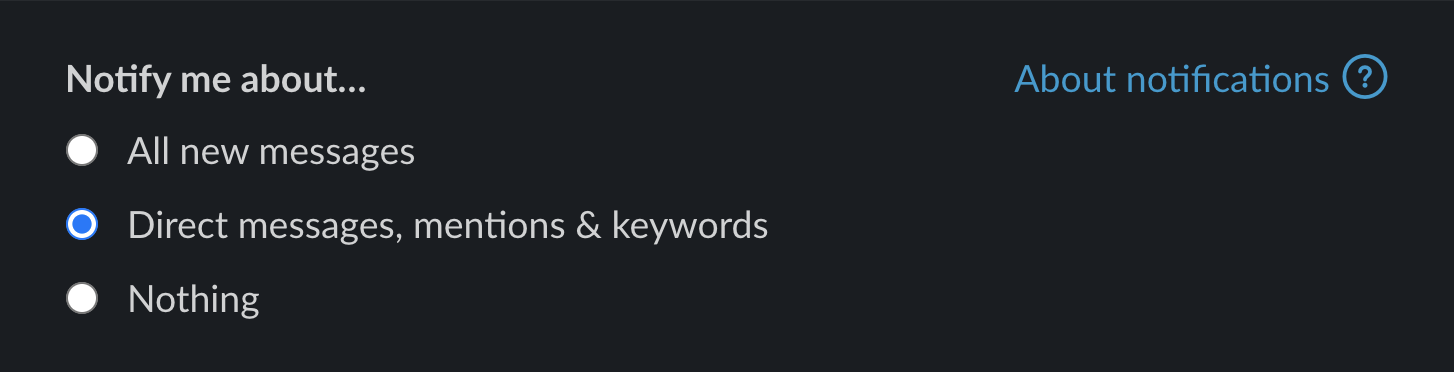 Notify me about...
About notifications ?
All new messages
Direct messages, mentions & keywords
Nothing